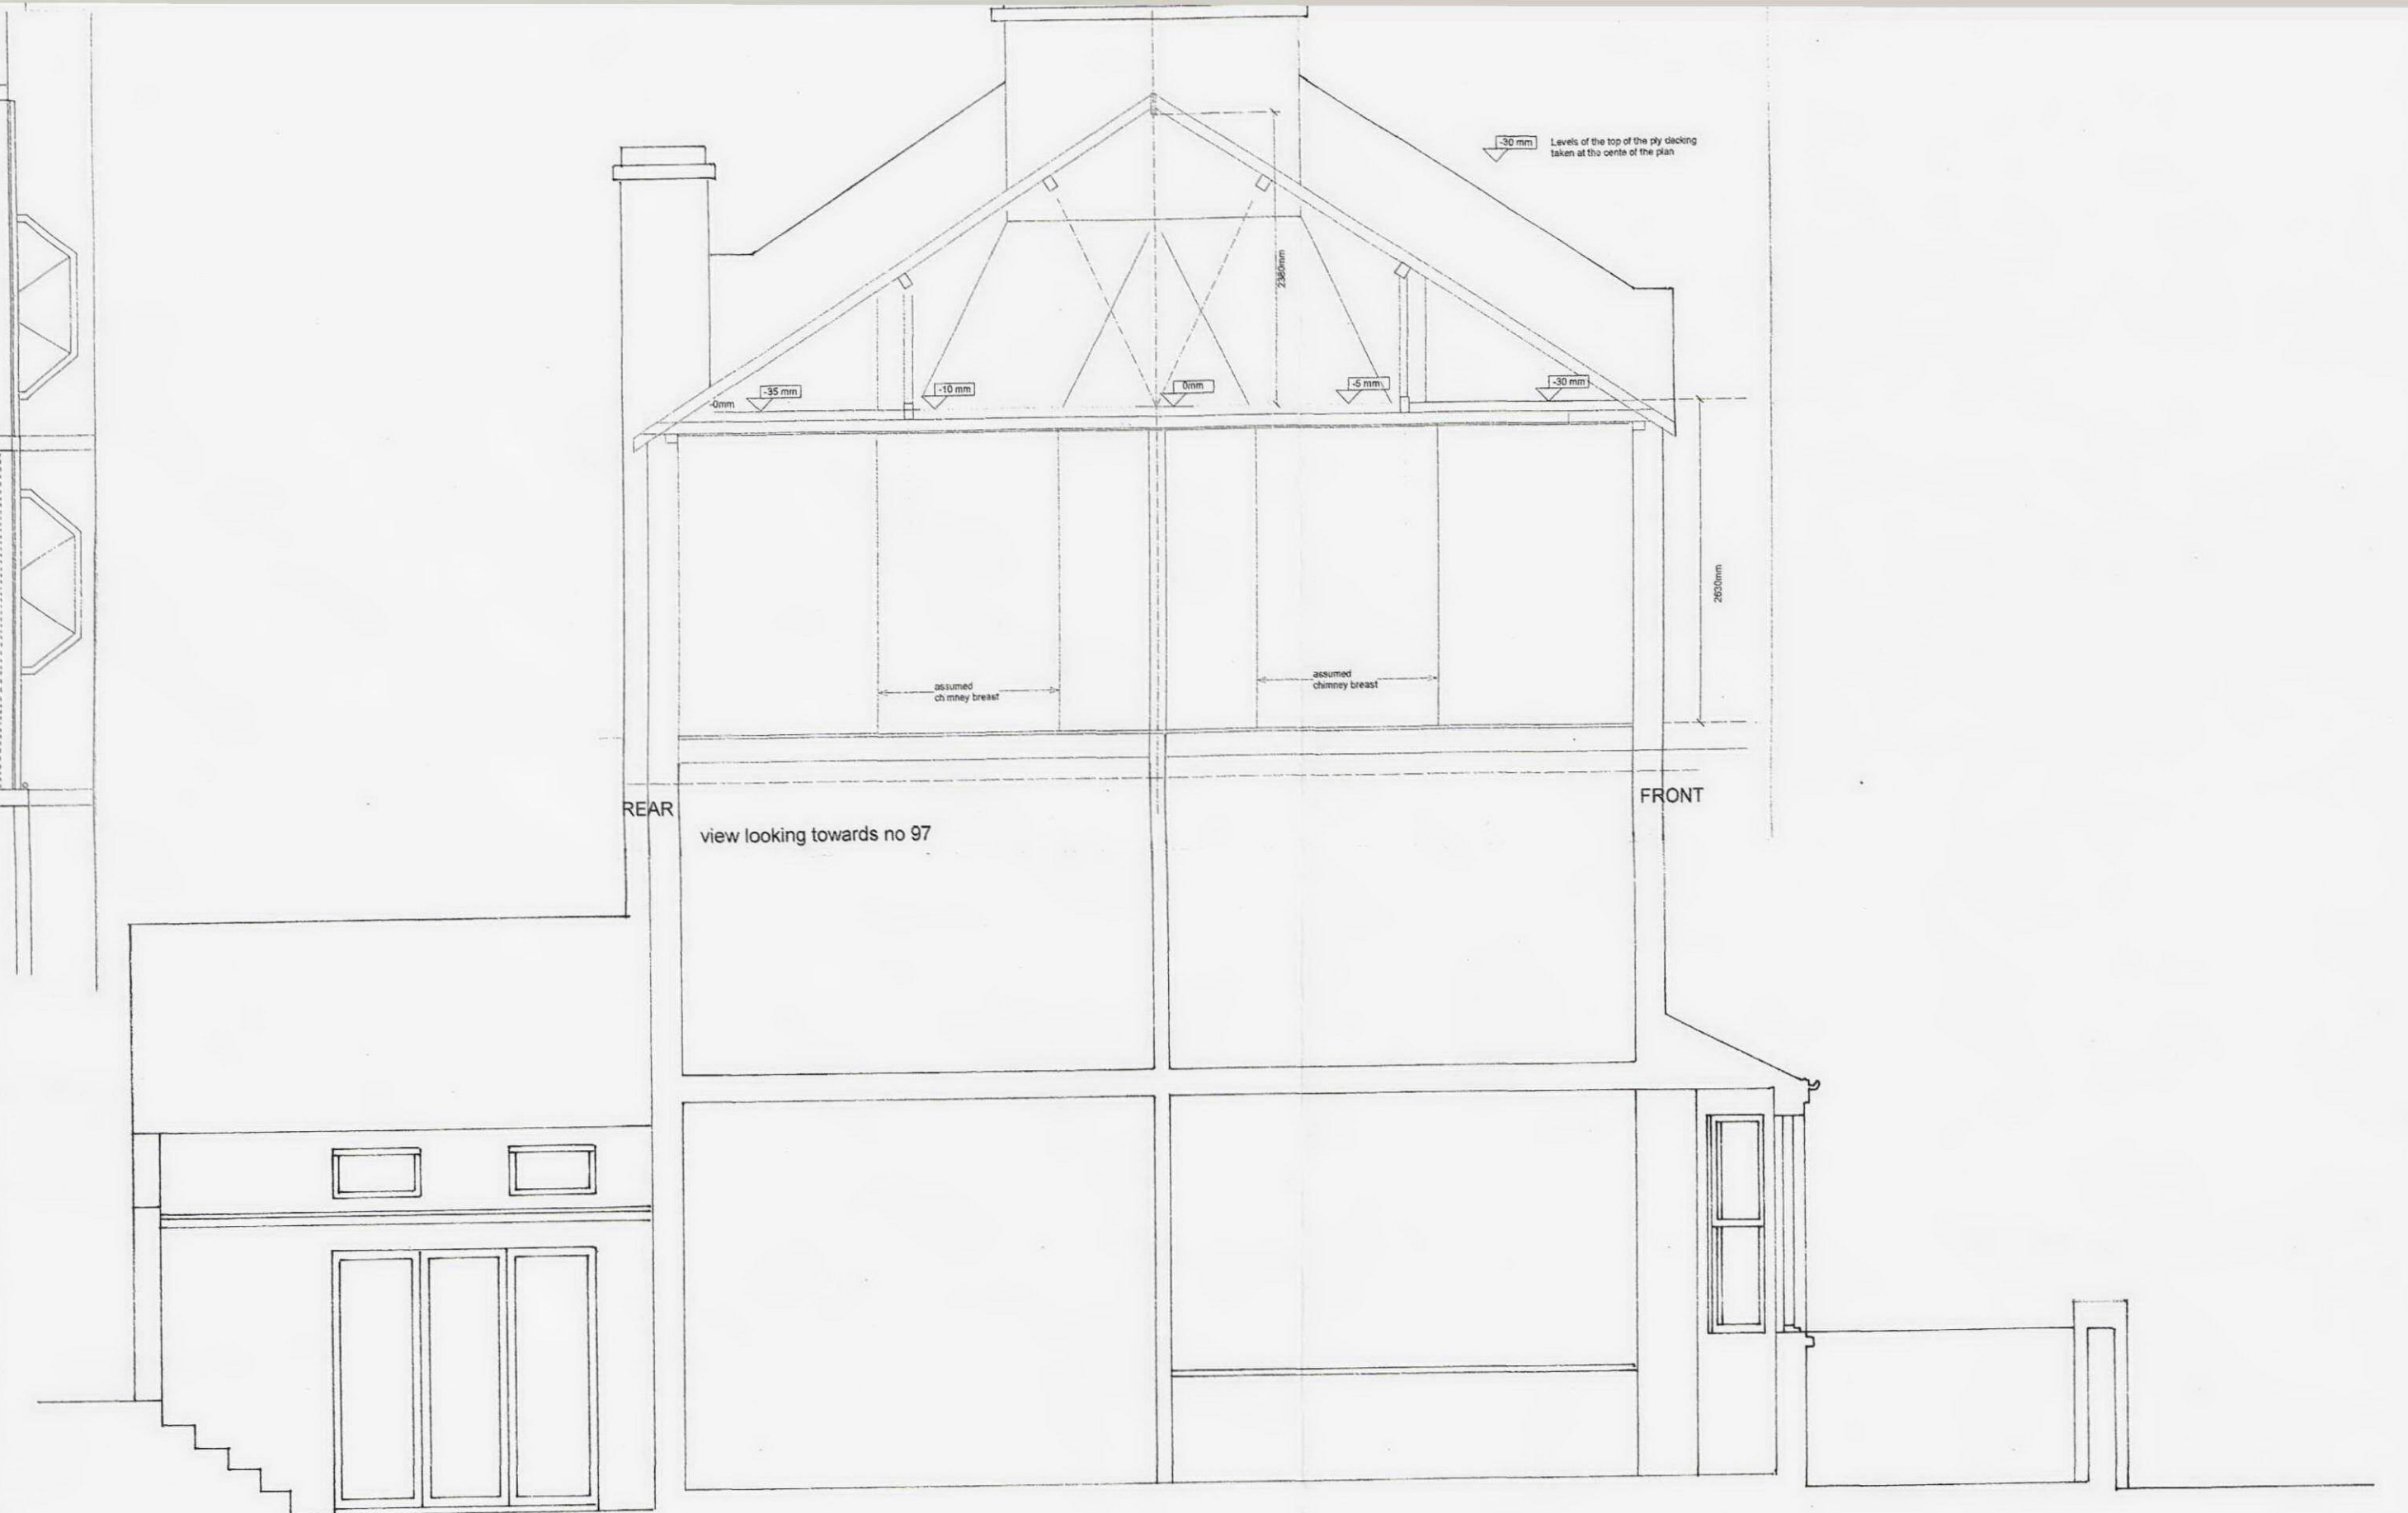 -30 mm
Levels of the top of the ply decking
taken at the cente of the plan
2380mm
-35 mm
-10 mm
0mm
-5 mm
-30 mm
-0mm
2630mm
assumed
chimney breast
assumed
chimney breast
REAR
FRONT
view looking towards no 97